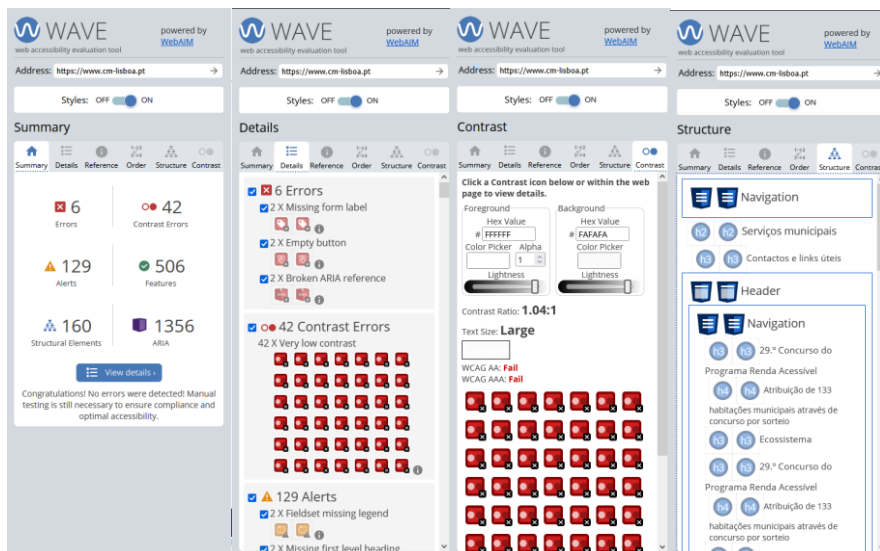 WAVE
web accessibility evaluation tool
powered by
WebAIM
Address: https://www.cm-lisboa.pt
Styles: OFF ON
Summary
Summary Details Reference Order Structure Contrast
6
Errors
42
Contrast Errors
129
Alerts
506
Features
160
Structural Elements
1356
ARIA
View details ›
Congratulations! No errors were detected! Manual
testing is still necessary to ensure compliance and
optimal accessibility.
WAVE
web accessibility evaluation tool
powered by
WebAIM
Address: https://www.cm-lisboa.pt
Styles: OFF ON
Details
Summary Details Reference Order Structure Contrast
6 Errors
2 X Missing form label
2 X Empty button
2 X Broken ARIA reference
42 Contrast Errors
42 X Very low contrast
129 Alerts
2 X Fieldset missing legend
2 X Missing first level heading
WAVE
web accessibility evaluation tool
powered by
WebAIM
Address: https://www.cm-lisboa.pt
Styles: OFF ON
Contrast
Summary Details Reference Order Structure Contrast
Click a Contrast icon below or within the web
page to view details.
Foreground
Hex Value
# FFFFFF
Color Picker Alpha
1
Lightness
Background
Hex Value
# FAFAFA
Color Picker
Lightness
Contrast Ratio: 1.04:1
Text Size: Large
WCAG AA: Fail
WCAG AAA: Fail
WAVE
web accessibility evaluation tool
powered by
WebAIM
Address: https://www.cm-lisboa.pt
Styles: OFF ON
Structure
Summary Details Reference Order Structure Contras
Navigation
h2 h2 Serviços municipais
h3 h3 Contactos e links úteis
Header
Navigation
h3 h3 29.º Concurso do
Programa Renda Acessível
h4 h4 Atribuição de 133
habitações municipais através de
concurso por sorteio
h3 h3 Ecossistema
h3 h3 29.º Concurso do
Programa Renda Acessível
h4 h4 Atribuição de 133
habitações municipais através de
concurso por sorteio